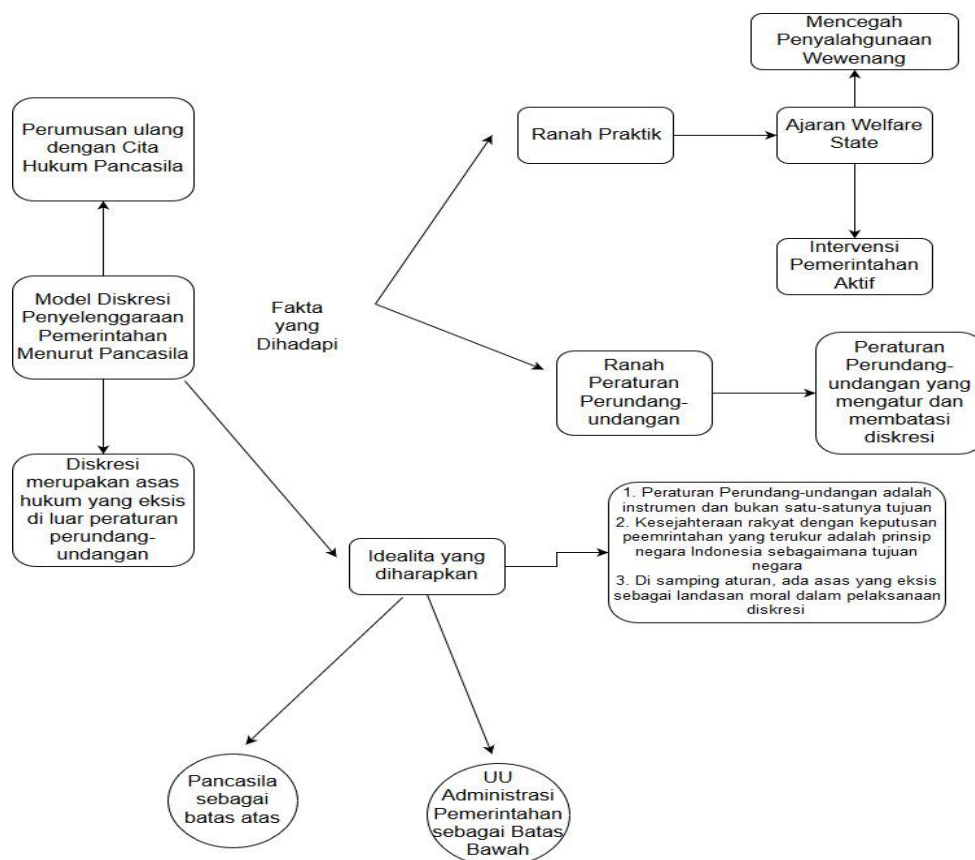 Mencegah
Penyalahgunaan
Wewenang
Perumusan ulang
dengan Cita
Hukum Pancasila
Ranah Praktik
Ajaran Welfare
State
Intervensi
Pemerintahan
Aktif
Model Diskresi
Penyelenggaraan
Pemerintahan
Menurut Pancasila
Fakta
yang
Dihadapi
Ranah
Peraturan
Perundang-
undangan
Peraturan
Perundang-
undangan yang
mengatur dan
membatasi
diskresi
Diskresi
merupakan asas
hukum yang eksis
di luar peraturan
perundang-
undangan
Idealita yang
diharapkan
1. Peraturan Perundang-undangan adalah
instrumen dan bukan satu-satunya tujuan
2. Kesejahteraan rakyat dengan keputusan
peemrintahan yang terukur adalah prinsip
negara Indonesia sebagaimana tujuan
negara
3. Di samping aturan, ada asas yang eksis
sebagai landasan moral dalam pelaksanaan
diskresi
Pancasila
sebagai
batas atas
UU
Administrasi
Pemerintahan
sebagai Batas
Bawah